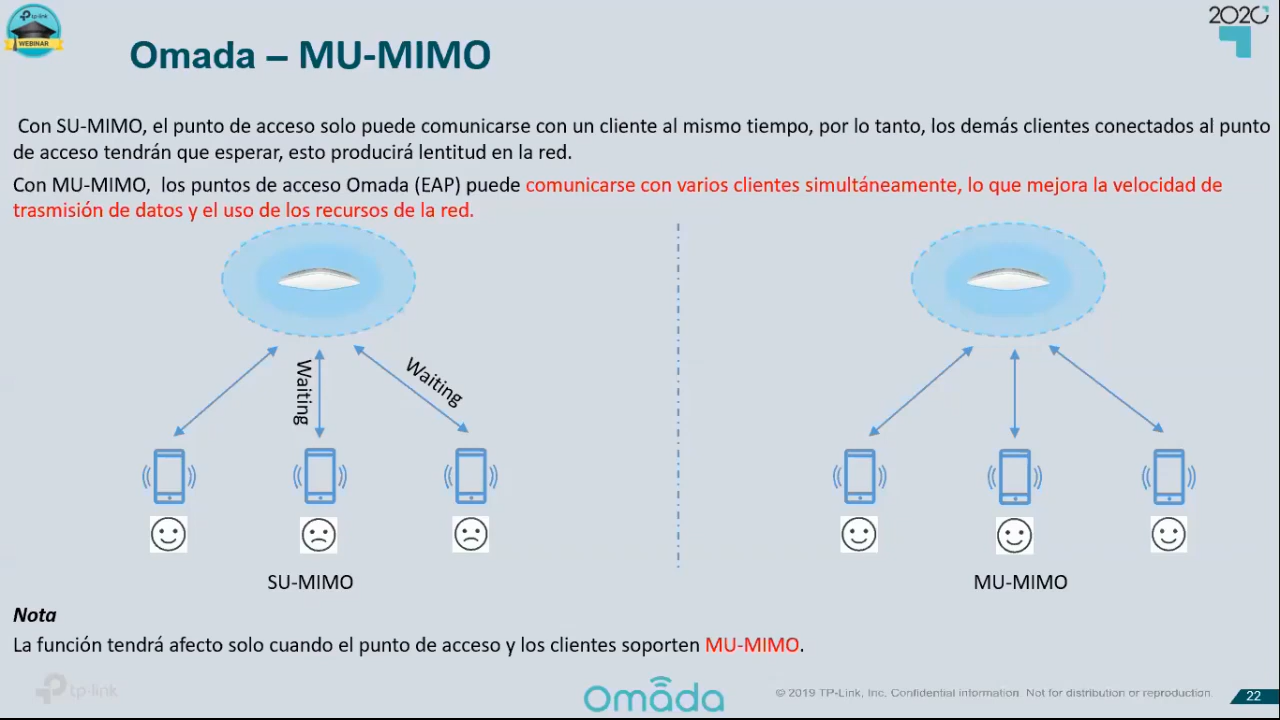 tp-link
WEBINAR
2020
Omada – MU-MIMO
Con SU-MIMO, el punto de acceso solo puede comunicarse con un cliente al mismo tiempo, por lo tanto, los demás clientes conectados al punto
de acceso tendrán que esperar, esto producirá lentitud en la red.
Con MU-MIMO, los puntos de acceso Omada (EAP) puede comunicarse con varios clientes simultáneamente, lo que mejora la velocidad de
trasmisión de datos y el uso de los recursos de la red.
Waiting
Waiting
SU-MIMO
MU-MIMO
Nota
La función tendrá afecto solo cuando el punto de acceso y los clientes soporten MU-MIMO.
tp-link
omada
© 2019 TP-Link, Inc. Confidential information. Not for distribution or reproduction.
22